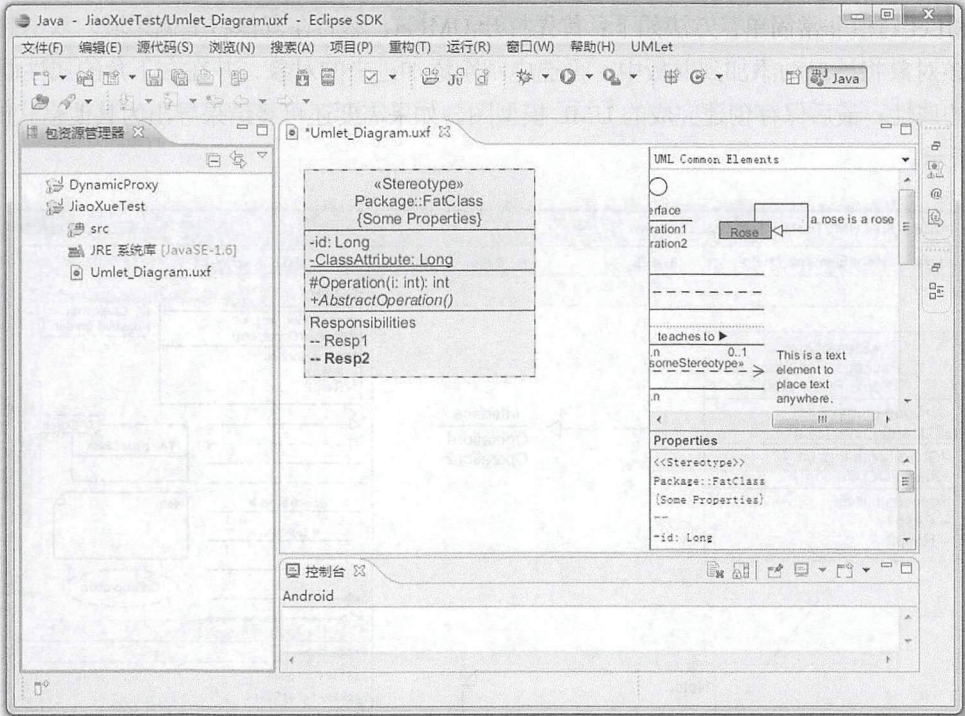 Java - JiaoXueTest/Umlet_Diagram.uxf - Eclipse SDK
文件(F) 编辑(E) 源代码(S) 浏览(N) 搜索(A) 项目(P) 重构(T) 运行(R) 窗口(W) 帮助(H) UMLet
Java
包资源管理器
DynamicProxy
JiaoXueTest
src
JRE 系统库 [JavaSE-1.6]
Umlet_Diagram.uxf
*Umlet_Diagram.uxf
«Stereotype»
Package::FatClass
{Some Properties}
-id: Long
-ClassAttribute: Long
#Operation(i: int): int
+AbstractOperation()
Responsibilities
-- Resp1
-- Resp2
UML Common Elements
erface
ration1
ration2
Rose
a rose is a rose
teaches to
.n 0..1
someStereotype»
.n
This is a text
element to
place text
anywhere.
Properties
<<Stereotype>>
Package::FatClass
{Some Properties}
--
-id: Long
控制台
Android